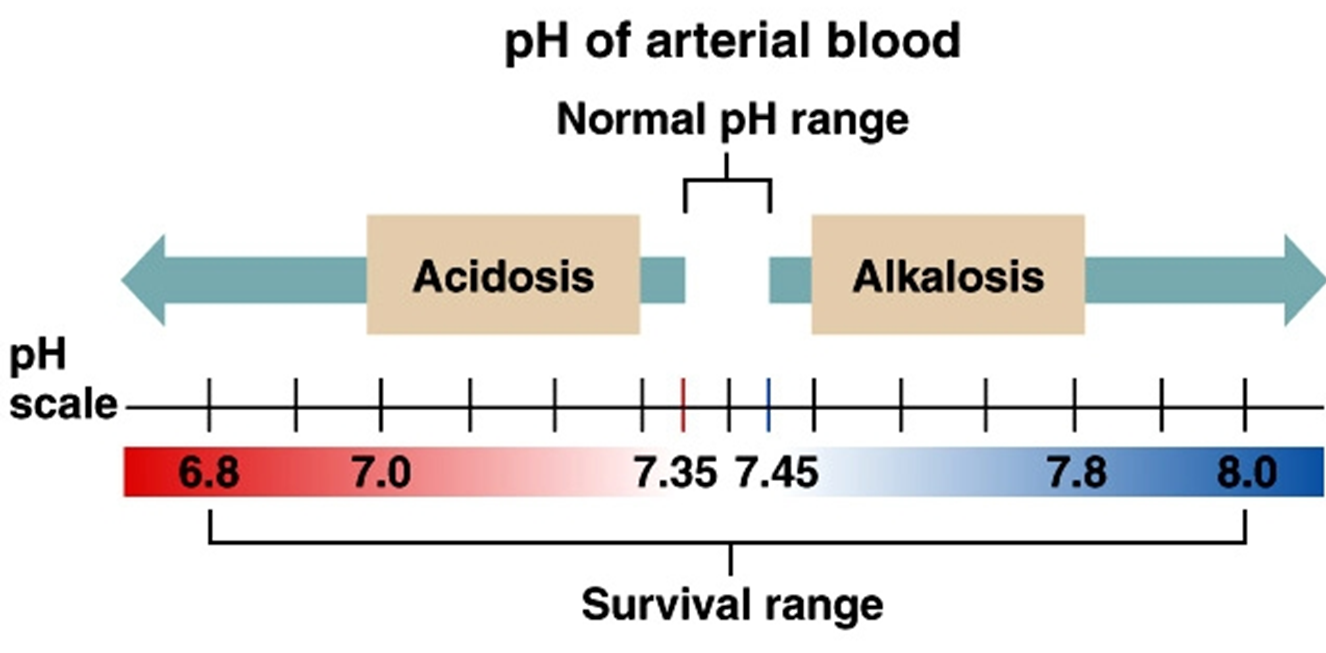 pH of arterial blood
Normal pH range
Acidosis
Alkalosis
pH
scale
6.8 7.0 7.35 7.45 7.8 8.0
Survival range